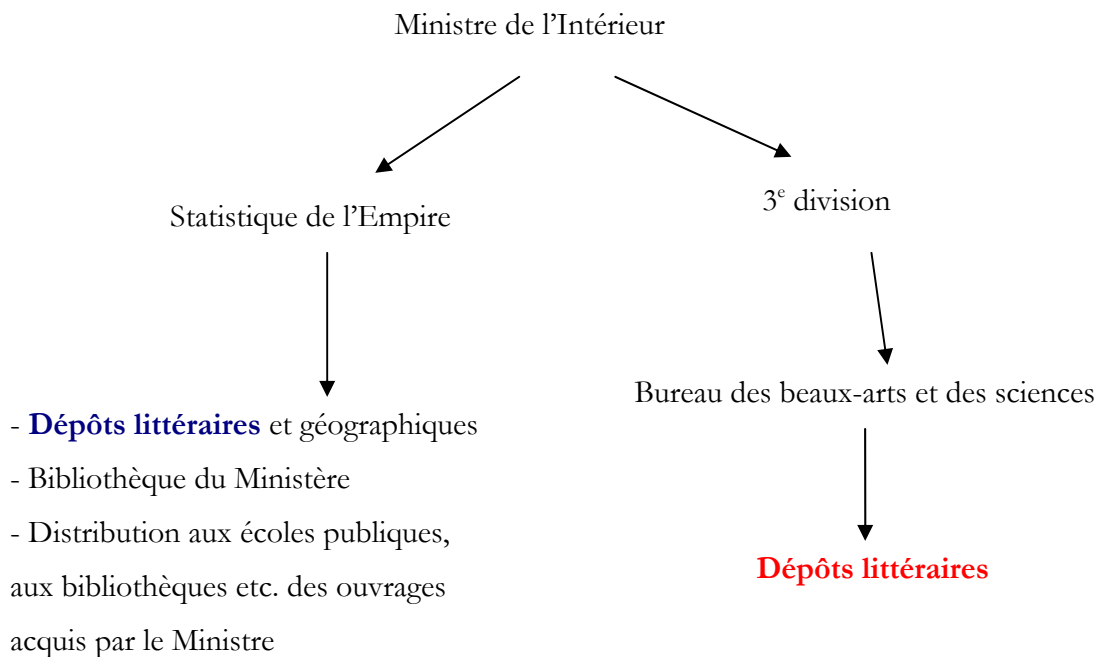 Ministre de l’Intérieur
Statistique de l’Empire
3e division
Bureau des beaux-arts et des sciences
- Dépôts littéraires et géographiques
- Bibliothèque du Ministère
- Distribution aux écoles publiques,
aux bibliothèques etc. des ouvrages
acquis par le Ministre
Dépôts littéraires